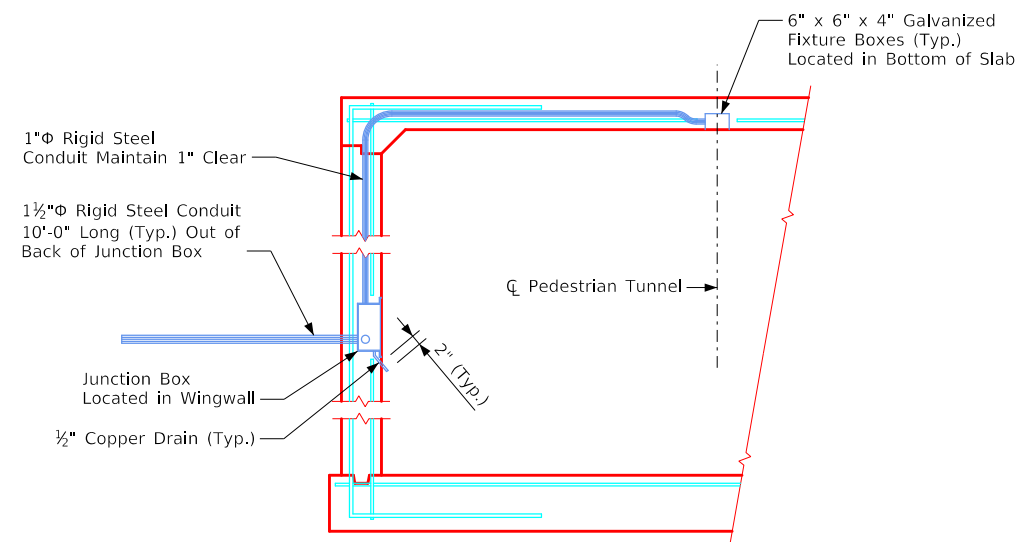 6" x 6" x 4" Galvanized
Fixture Boxes (Typ.)
Located in Bottom of Slab
1"Φ Rigid Steel
Conduit Maintain 1" Clear
1½"Φ Rigid Steel Conduit
10'-0" Long (Typ.) Out of
Back of Junction Box
℄ Pedestrian Tunnel
2" (Typ.)
Junction Box
Located in Wingwall
½" Copper Drain (Typ.)